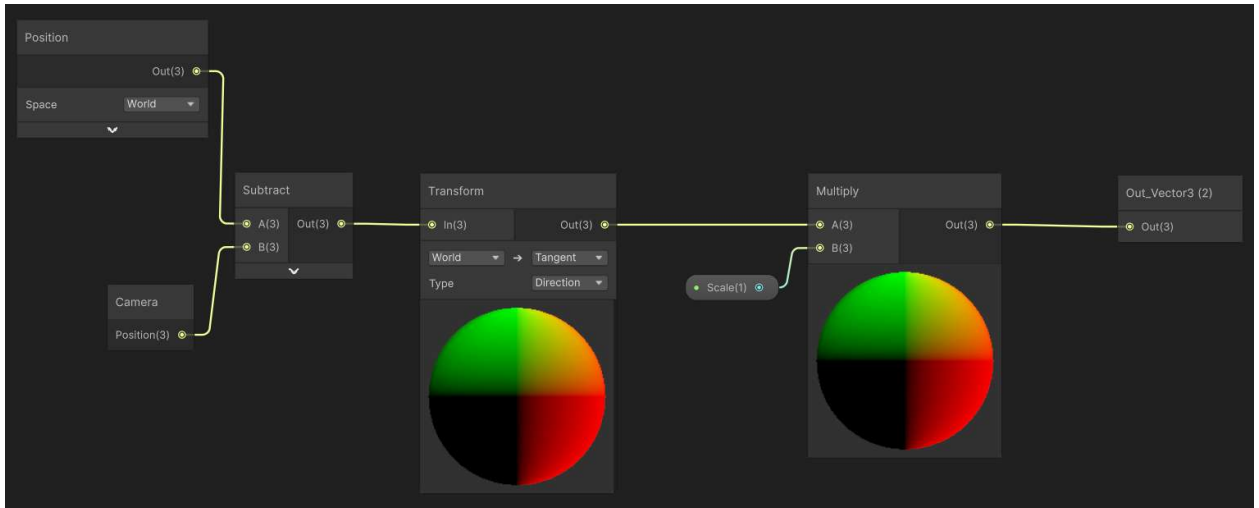 Position
Out(3)
Space World
Subtract
A(3) Out(3)
B(3)
Camera
Position(3)
Transform
In(3) Out(3)
World → Tangent
Type Direction
Scale(1)
Multiply
A(3) Out(3)
B(3)
Out_Vector3 (2)
Out(3)